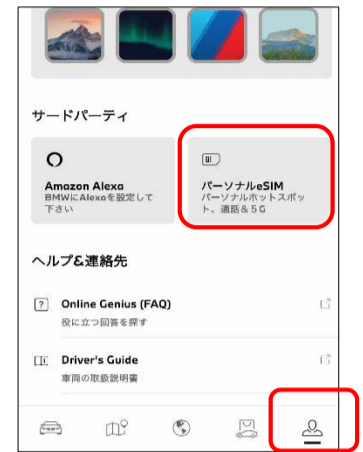 サードパーティ
Amazon Alexa
BMWにAlexaを設定して
下さい
パーソナルeSIM
パーソナルホットスポッ
ト、通話&5G
ヘルプ&連絡先
Online Genius (FAQ)
役に立つ回答を探す
Driver's Guide
車両の取扱説明書